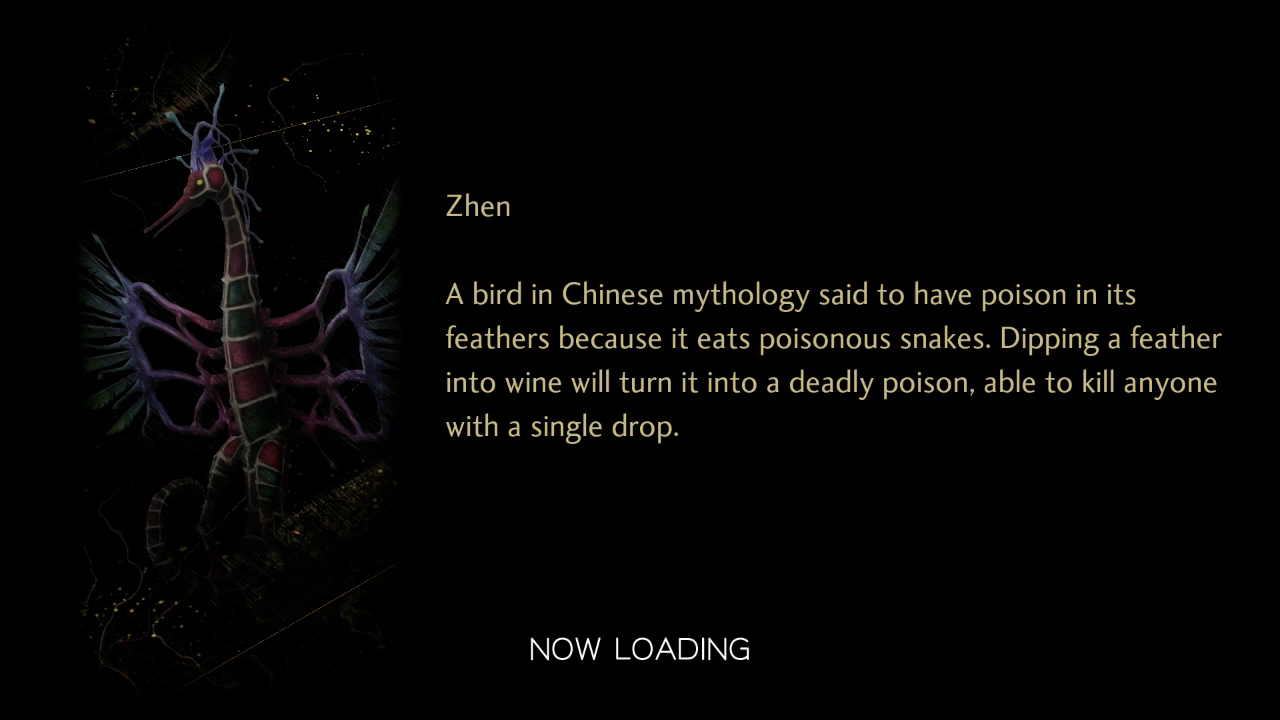 Zhen
A bird in Chinese mythology said to have poison in its
feathers because it eats poisonous snakes. Dipping a feather
into wine will turn it into a deadly poison, able to kill anyone
with a single drop.
NOW LOADING